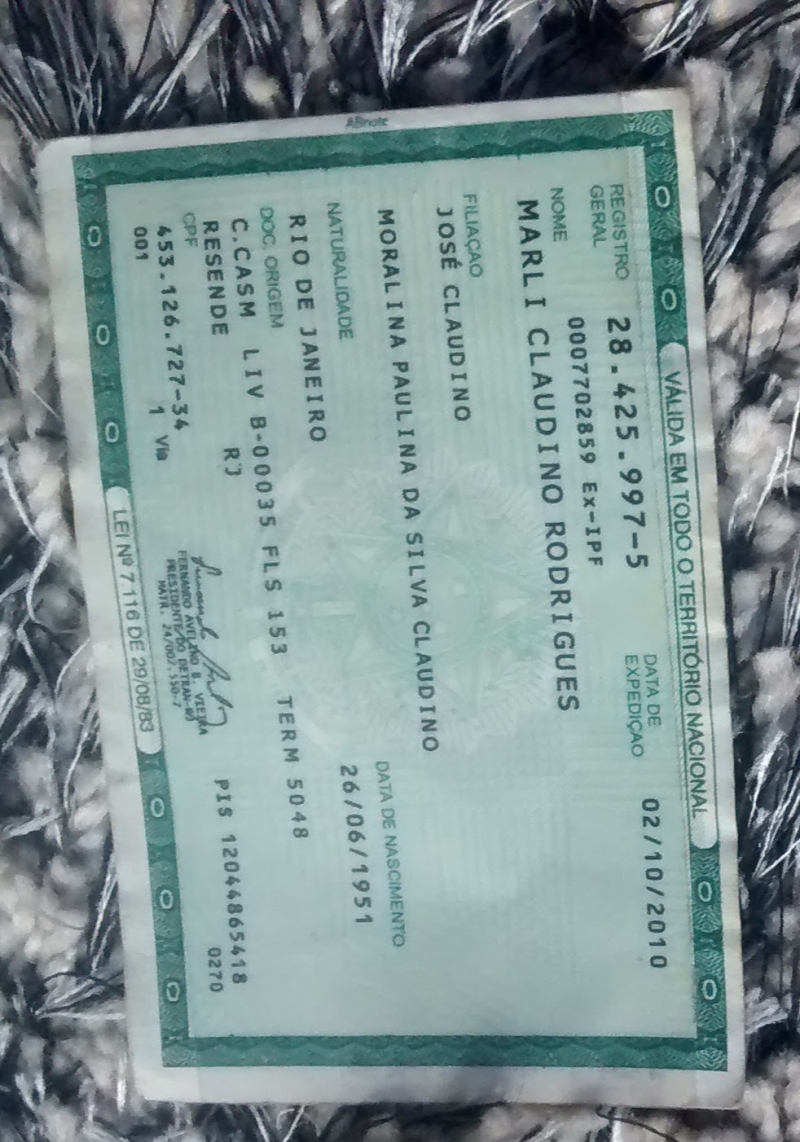 VÁLIDA EM TODO O TERRITÓRIO NACIONAL
REGISTRO GERAL 28.425.997-5 DATA DE EXPEDIÇÃO 02/10/2010
0007702859 Ex-IPF
NOME
MARLI CLAUDINO RODRIGUES
FILIAÇÃO
JOSÉ CLAUDINO
MORALINA PAULINA DA SILVA CLAUDINO
NATURALIDADE DATA DE NASCIMENTO
RIO DE JANEIRO 26/06/1951
DOC. ORIGEM
C.CASM LIV B-00035 FLS 153 TERM 5048
RESENDE RJ
CPF
453.126.727-34 PIS 12044865418
001 1 Via 0270
FERNANDO AVELINO B. VIEIRA
PRESIDENTE DO DETRAN-RJ
MATR. 24/002.550-7
LEI Nº 7.116 DE 29/08/83
ABnote